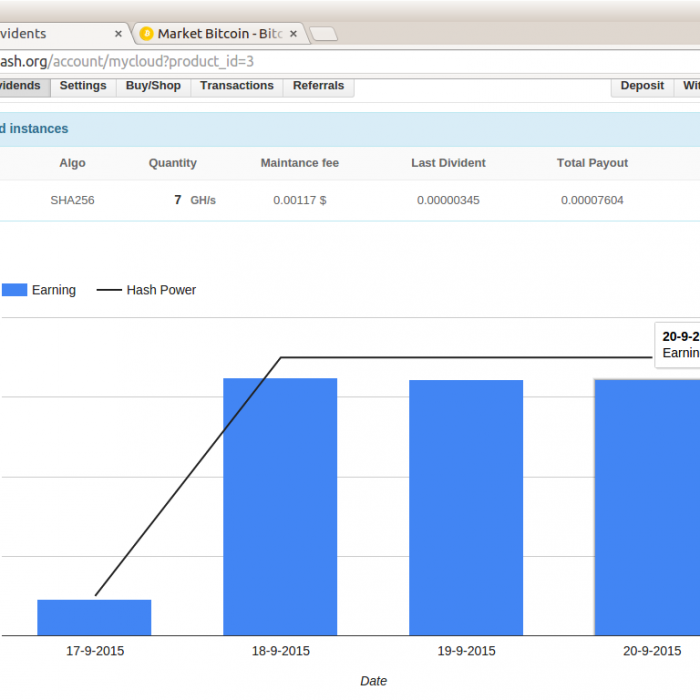 vidents × Market Bitcoin - Bitc ×
ash.org/account/mycloud?product_id=3
vidends Settings Buy/Shop Transactions Referrals Deposit Wit
d instances
Algo Quantity Maintance fee Last Divident Total Payout
SHA256 7 GH/s 0.00117 $ 0.00000345 0.00007604
Earning Hash Power
20-9-2
Earnin
17-9-2015 18-9-2015 19-9-2015 20-9-2015
Date